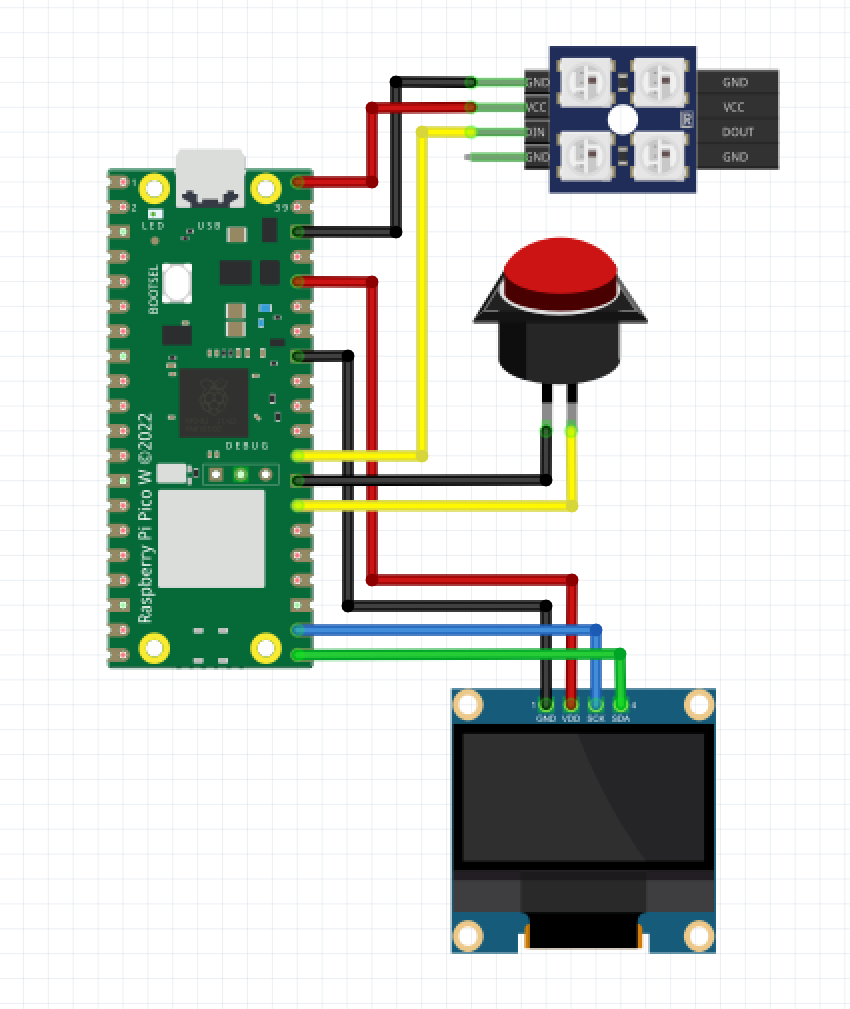 GND
VCC
DIN
GND
R
GND
VCC
DOUT
GND
1
2
39
LED
USB
BOOTSEL
DEBUG
Raspberry Pi Pico W ©2022
1
GND VDD SCK SDA
4